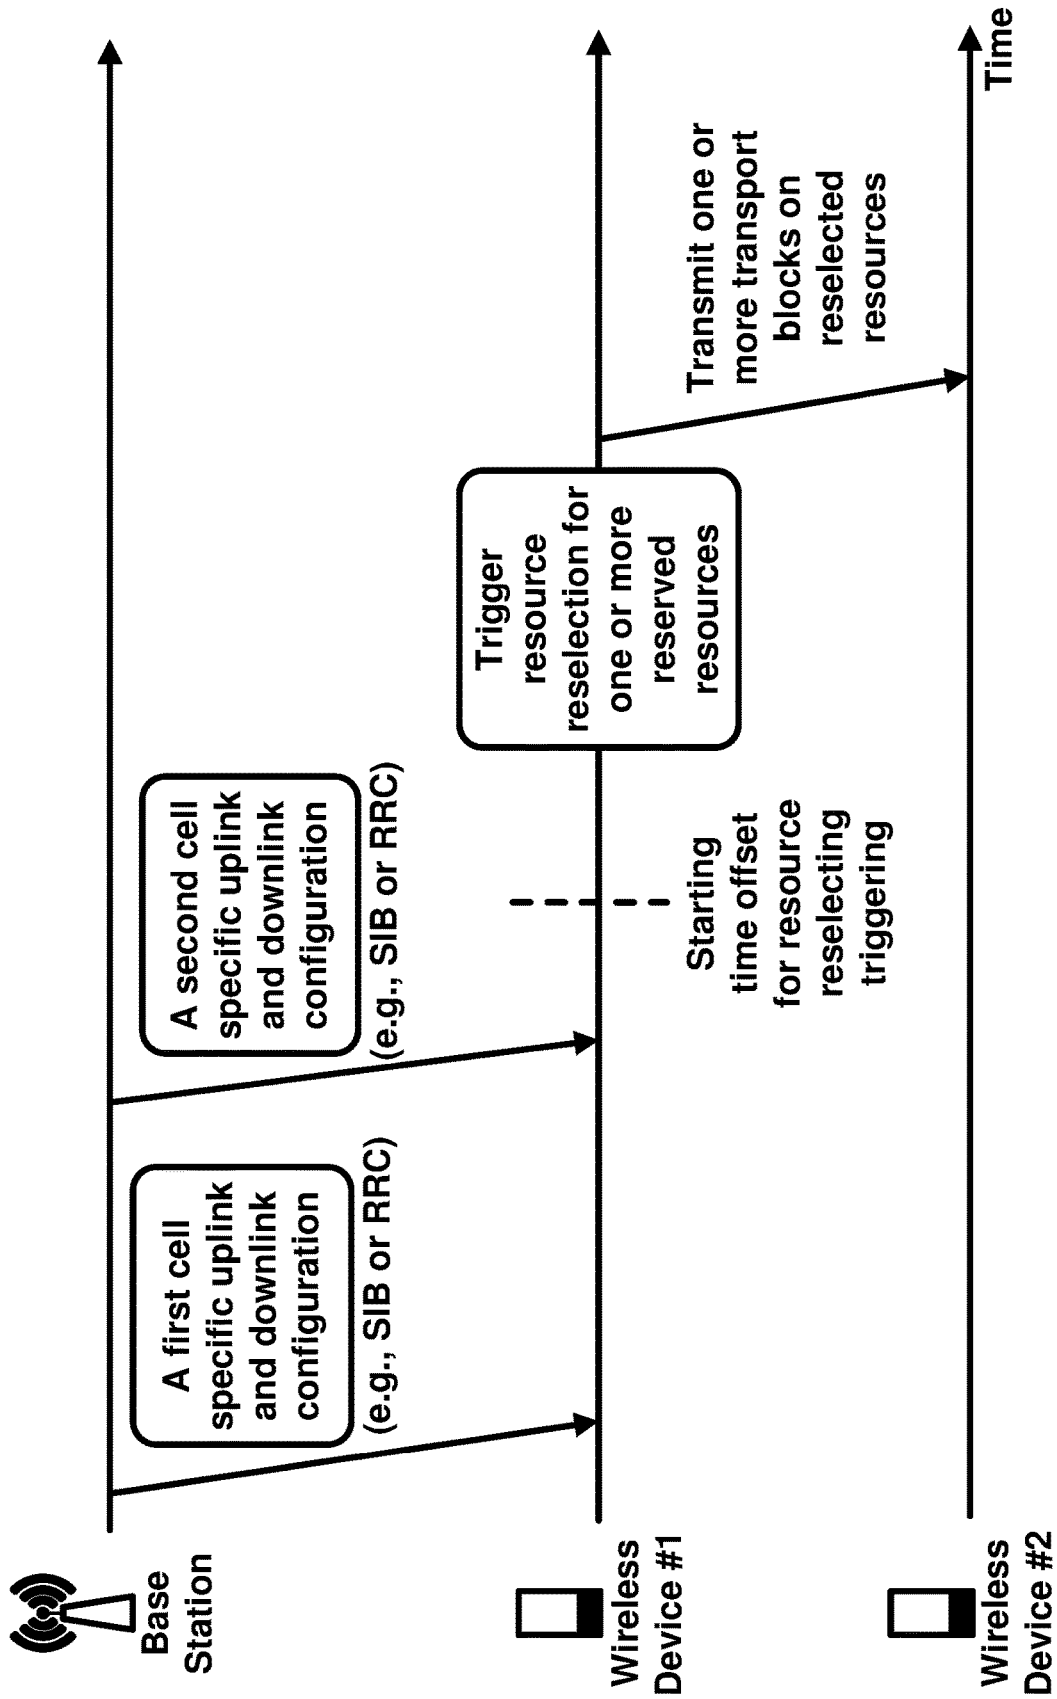 Base
Station
A first cell
specific uplink
and downlink
configuration
(e.g., SIB or RRC)
A second cell
specific uplink
and downlink
configuration
(e.g., SIB or RRC)
Wireless
Device #1
Starting
time offset
for resource
reselecting
triggering
Trigger
resource
reselection for
one or more
reserved
resources
Transmit one or
more transport
blocks on
reselected
resources
Wireless
Device #2
Time